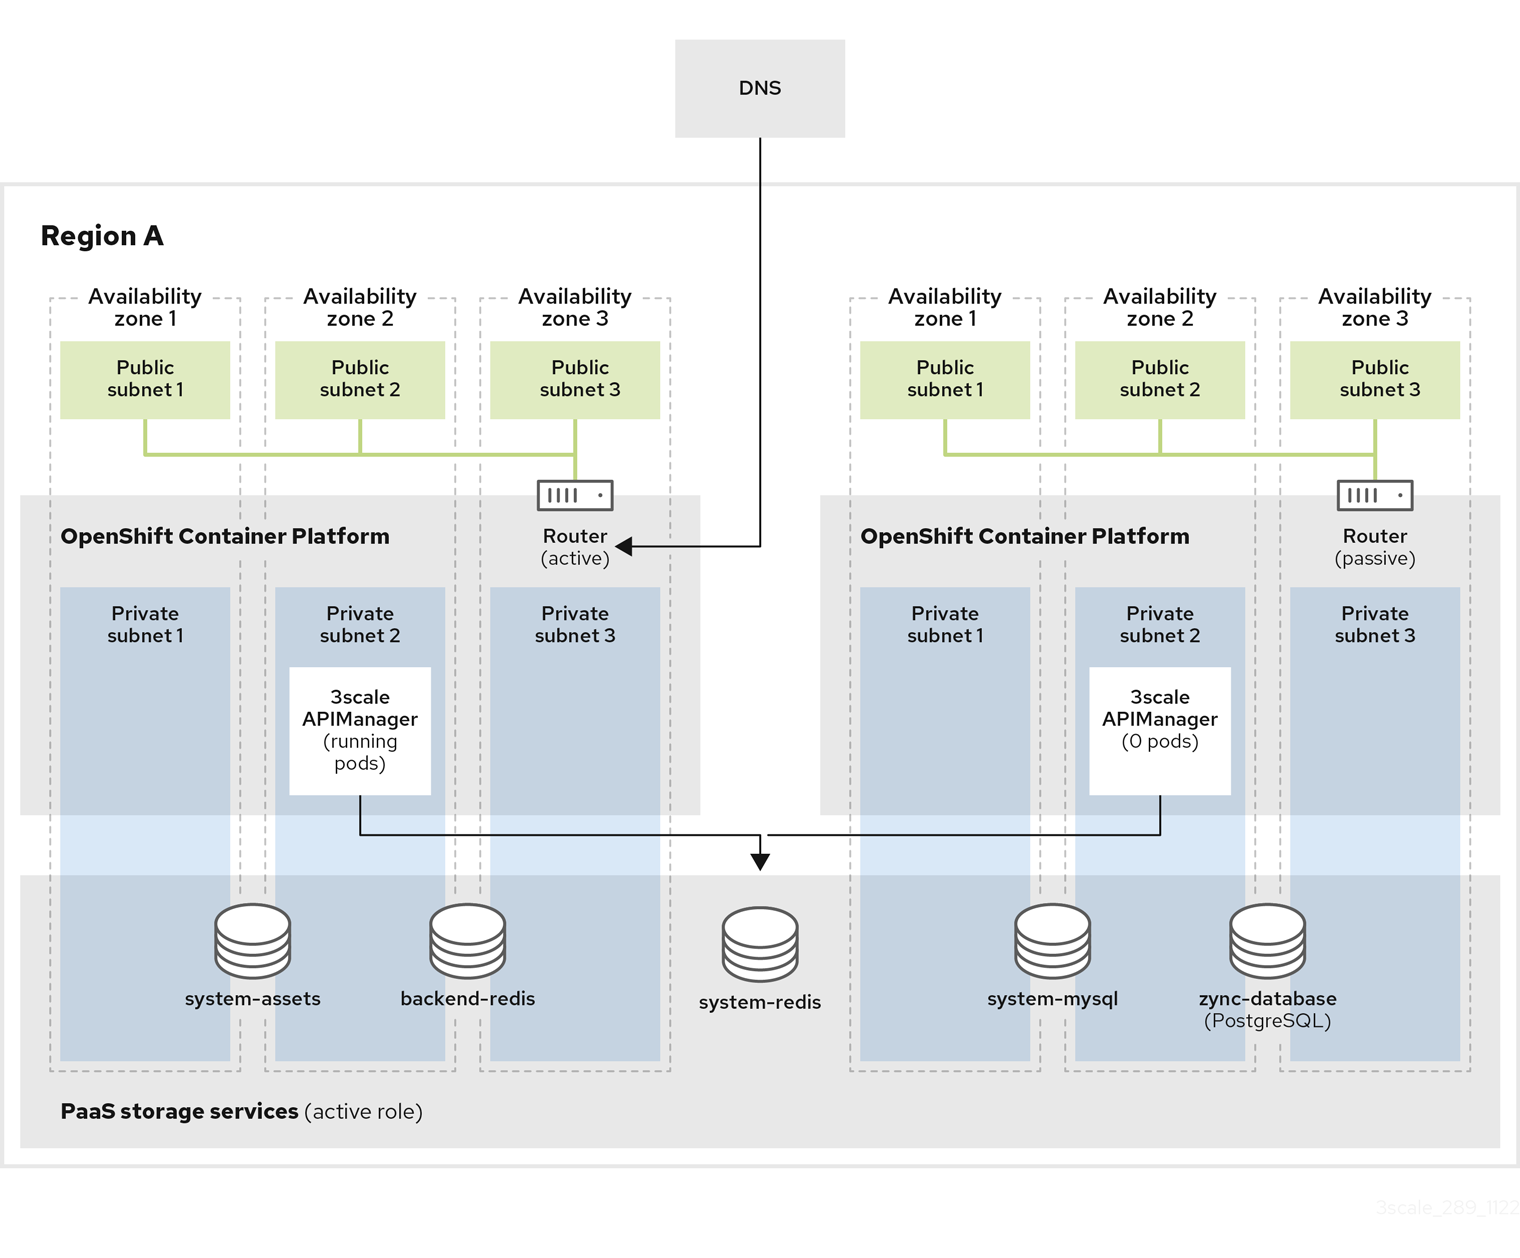 DNS
Region A
Availability
zone 1
Availability
zone 2
Availability
zone 3
Availability
zone 1
Availability
zone 2
Availability
zone 3
Public
subnet 1
Public
subnet 2
Public
subnet 3
Public
subnet 1
Public
subnet 2
Public
subnet 3
OpenShift Container Platform
Router
(active)
OpenShift Container Platform
Router
(passive)
Private
subnet 1
Private
subnet 2
Private
subnet 3
Private
subnet 1
Private
subnet 2
Private
subnet 3
3scale
APIManager
(running
pods)
3scale
APIManager
(0 pods)
system-assets
backend-redis
system-redis
system-mysql
zync-database
(PostgreSQL)
PaaS storage services (active role)
3scale_289_1122